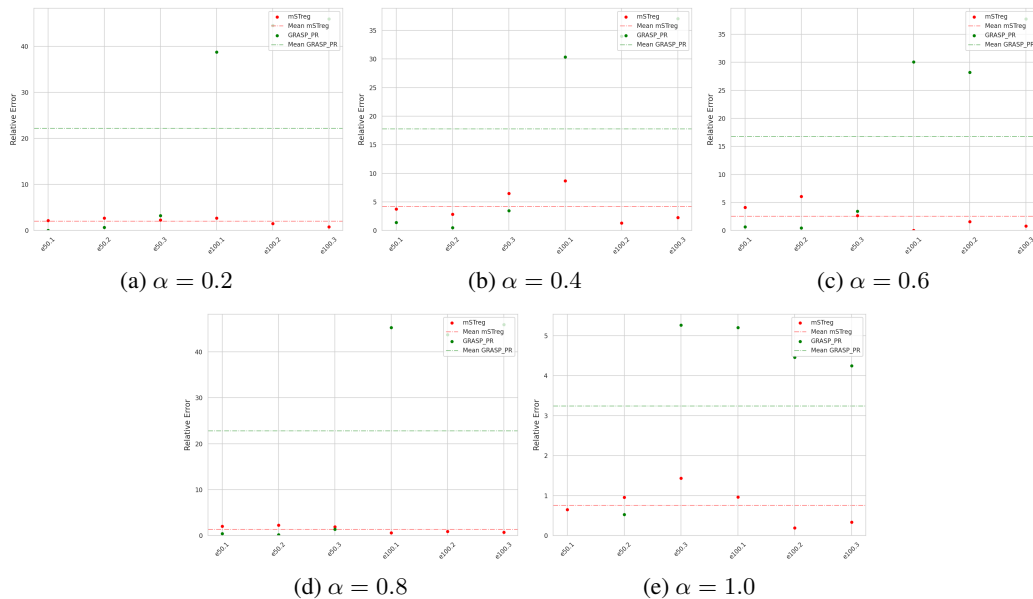 mSTreg
Mean mSTreg
GRASP_PR
Mean GRASP_PR
Relative Error
40
30
20
10
0
e50.1
e50.2
e50.3
e100.1
e100.2
e100.3
(a) α = 0.2
mSTreg
Mean mSTreg
GRASP_PR
Mean GRASP_PR
Relative Error
35
30
25
20
15
10
5
0
e50.1
e50.2
e50.3
e100.1
e100.2
e100.3
(b) α = 0.4
mSTreg
Mean mSTreg
GRASP_PR
Mean GRASP_PR
Relative Error
35
30
25
20
15
10
5
0
e50.1
e50.2
e50.3
e100.1
e100.2
e100.3
(c) α = 0.6
mSTreg
Mean mSTreg
GRASP_PR
Mean GRASP_PR
Relative Error
40
30
20
10
0
e50.1
e50.2
e50.3
e100.1
e100.2
e100.3
(d) α = 0.8
mSTreg
Mean mSTreg
GRASP_PR
Mean GRASP_PR
Relative Error
5
4
3
2
1
0
e50.1
e50.2
e50.3
e100.1
e100.2
e100.3
(e) α = 1.0